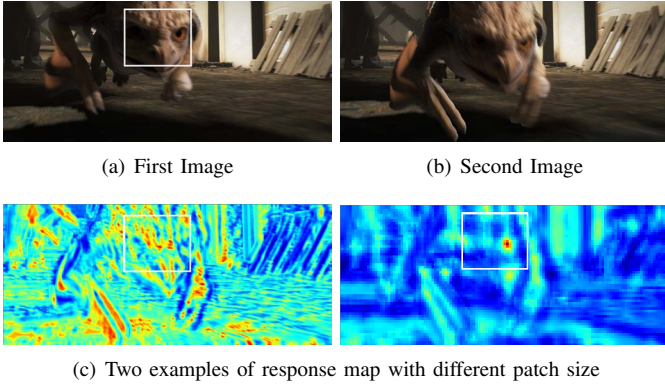 (a) First Image
(b) Second Image
(c) Two examples of response map with different patch size